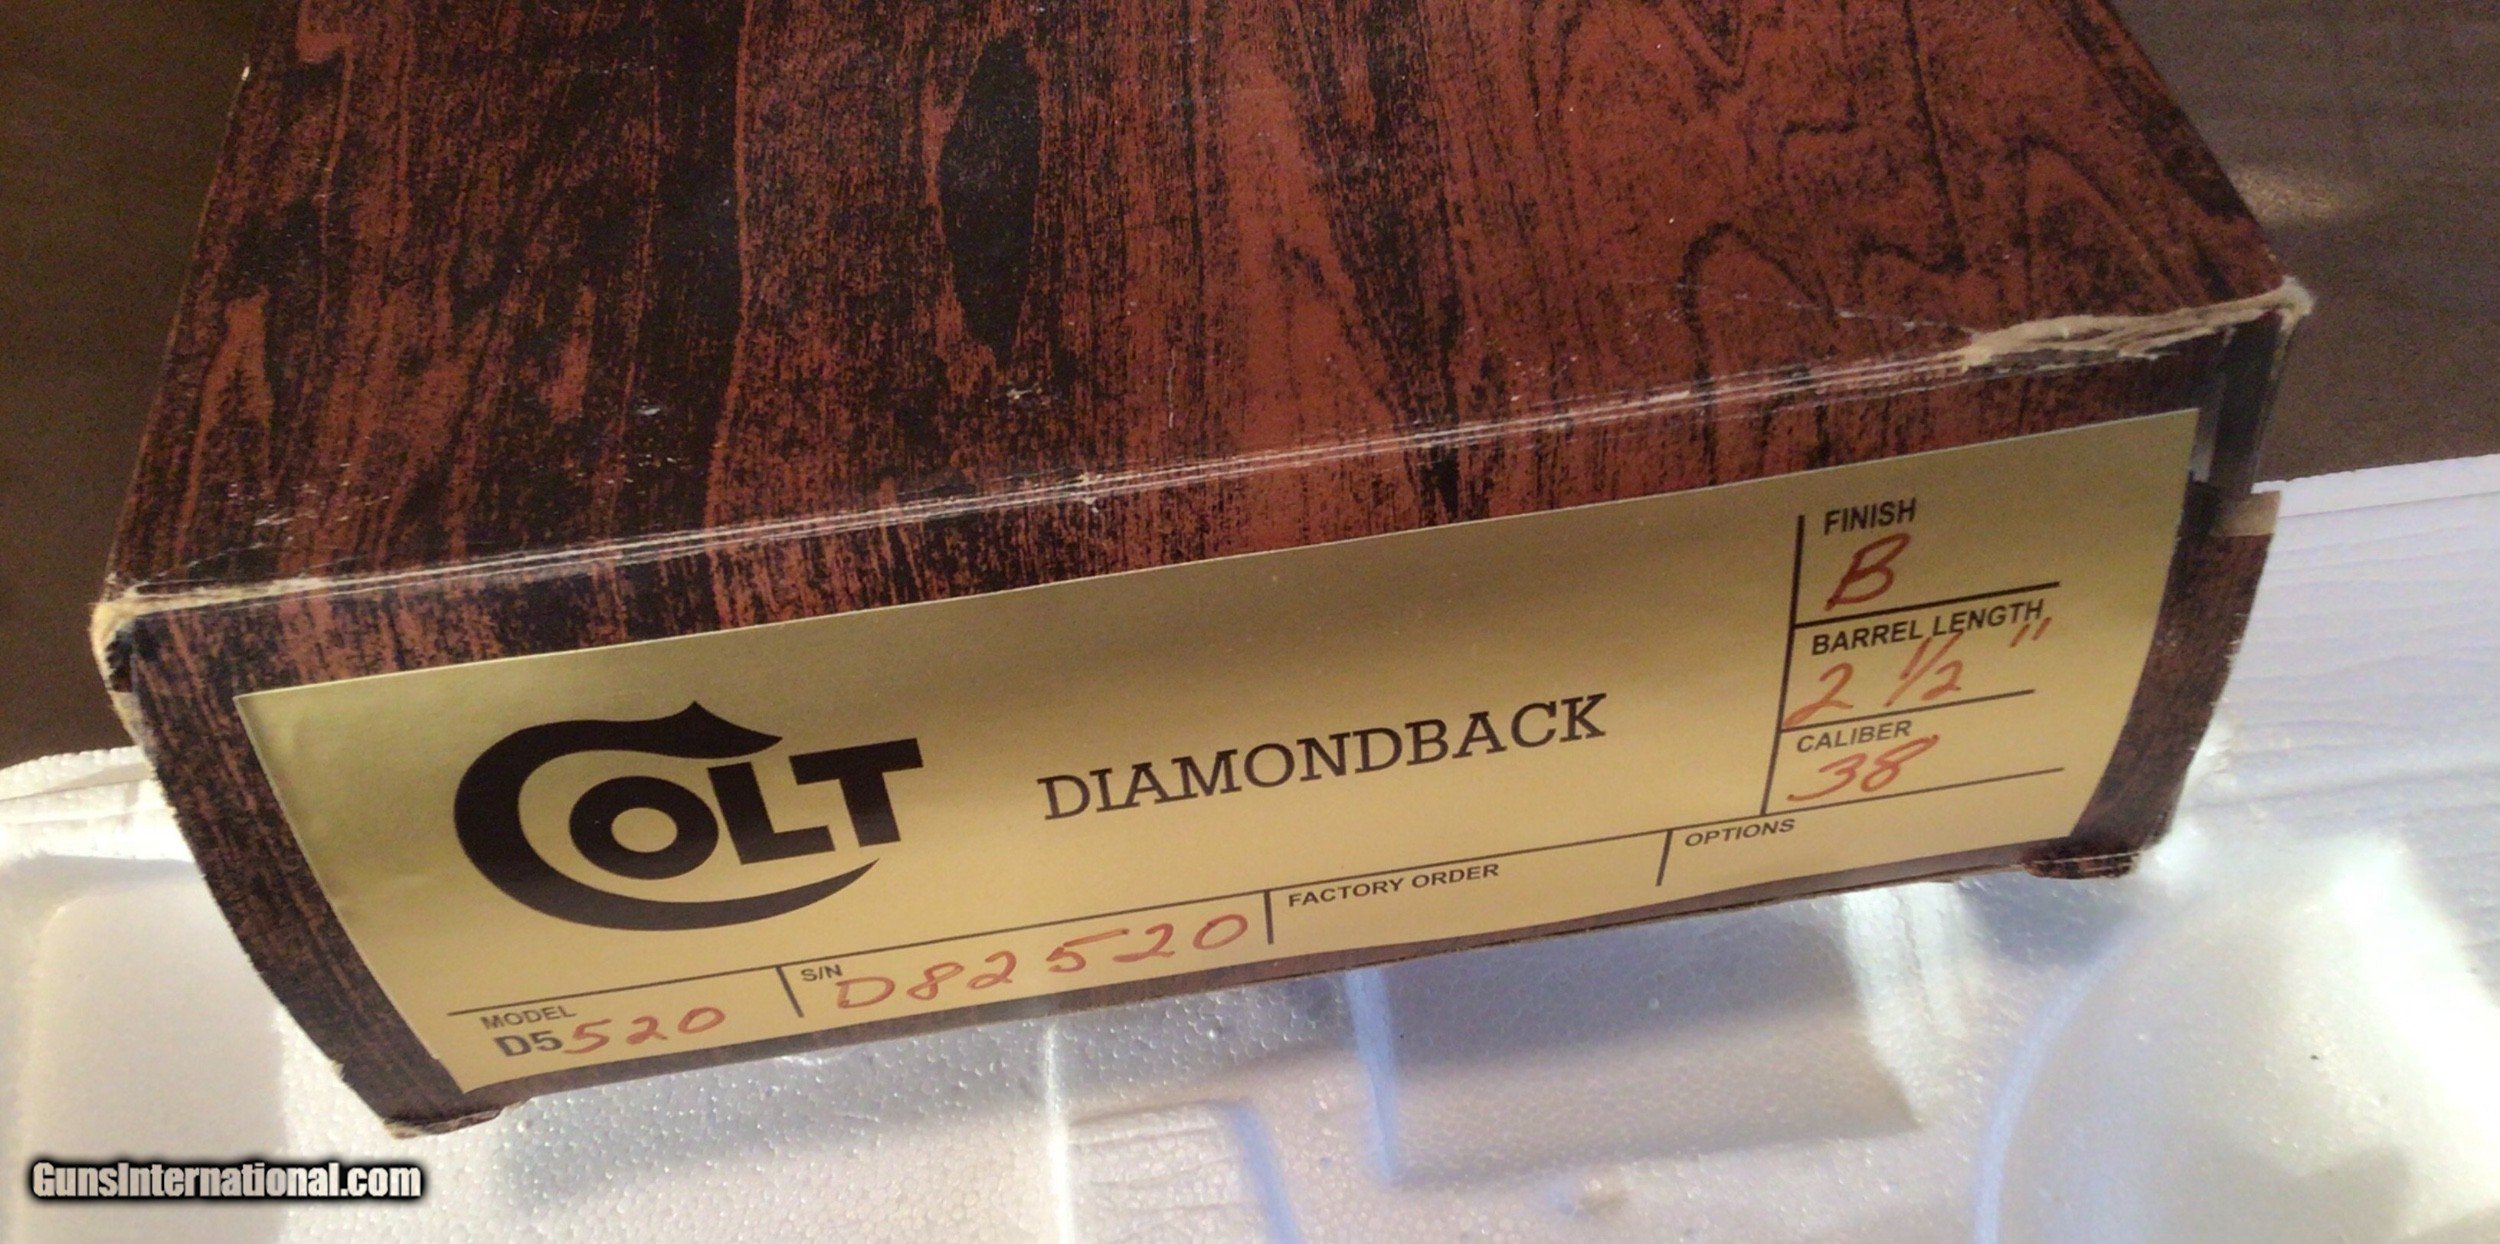 COLT
DIAMONDBACK
FINISH
B
BARREL LENGTH
2 1/2 "
CALIBER
38
MODEL
D5520
S/N
D82520
FACTORY ORDER
OPTIONS
GunsInternational.com